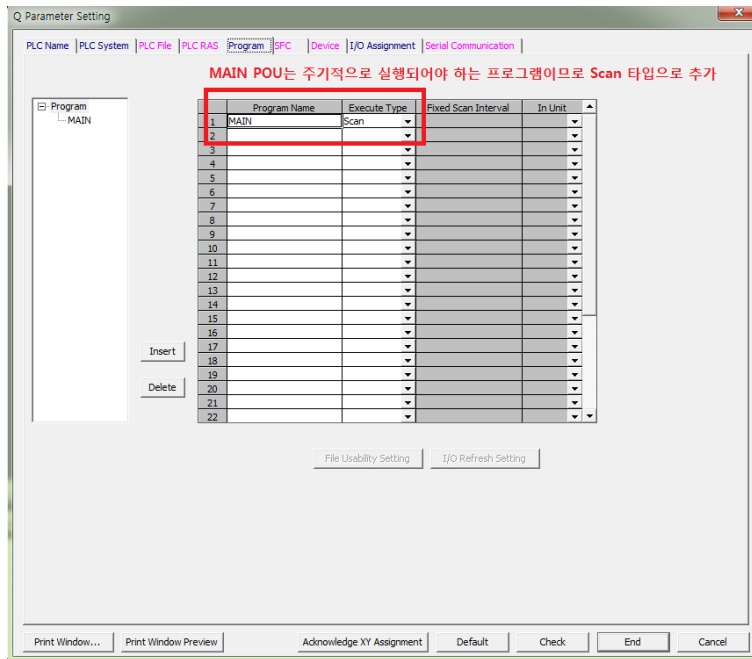 Q Parameter Setting
PLC Name PLC System PLC File PLC RAS Program SFC Device I/O Assignment Serial Communication
MAIN POU는 주기적으로 실행되어야 하는 프로그램이므로 Scan 타입으로 추가
Program
MAIN
Program Name Execute Type Fixed Scan Interval In Unit
1 MAIN Scan
2
3
4
5
6
7
8
9
10
11
12
13
14
15
16
17
18
19
20
21
22
Insert
Delete
File Usability Setting I/O Refresh Setting
Print Window... Print Window Preview Acknowledge XY Assignment Default Check End Cancel